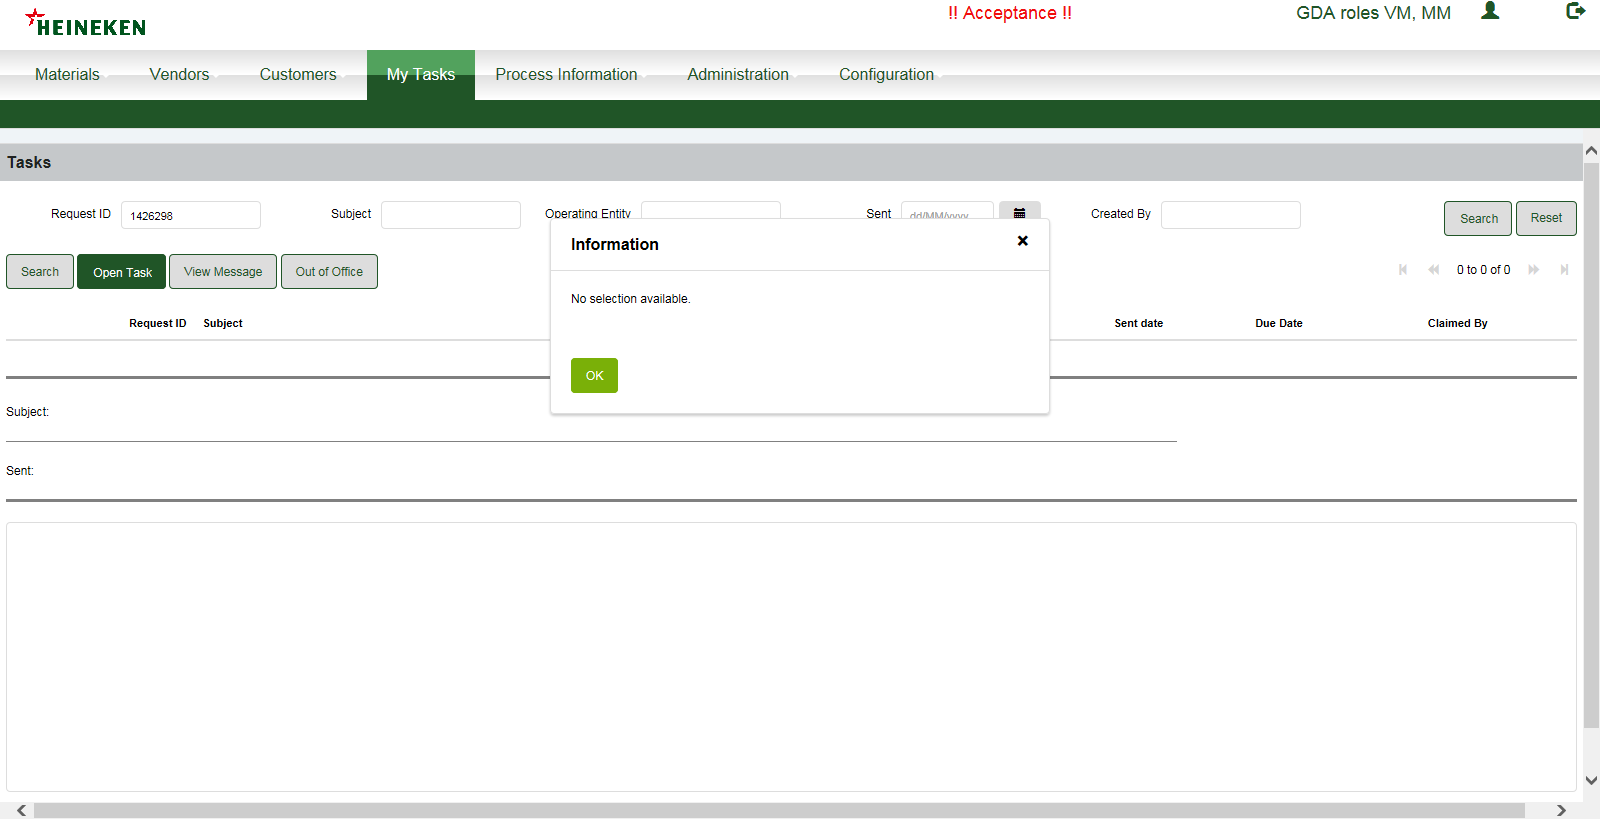 HEINEKEN
!! Acceptance !!
GDA roles VM, MM
Materials Vendors Customers My Tasks Process Information Administration Configuration
Tasks
Request ID 1426298 Subject Operating Entity Sent dd/MM/yyyy Created By Search Reset
Information
Search Open Task View Message Out of Office 0 to 0 of 0
No selection available.
Request ID Subject Sent date Due Date Claimed By
OK
Subject:
Sent: